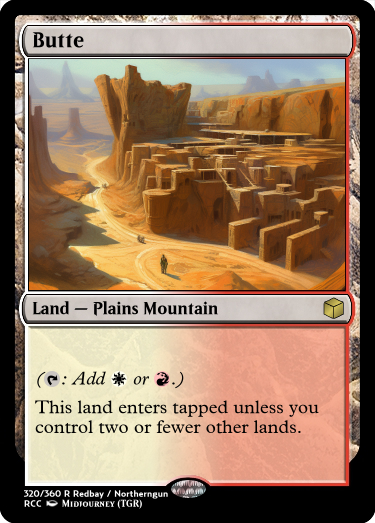 Butte
Land — Plains Mountain
(: Add or .)
This land enters tapped unless you
control two or fewer other lands.
320/360 R Redbay / Northerngun
RCC Midjourney (TGR)